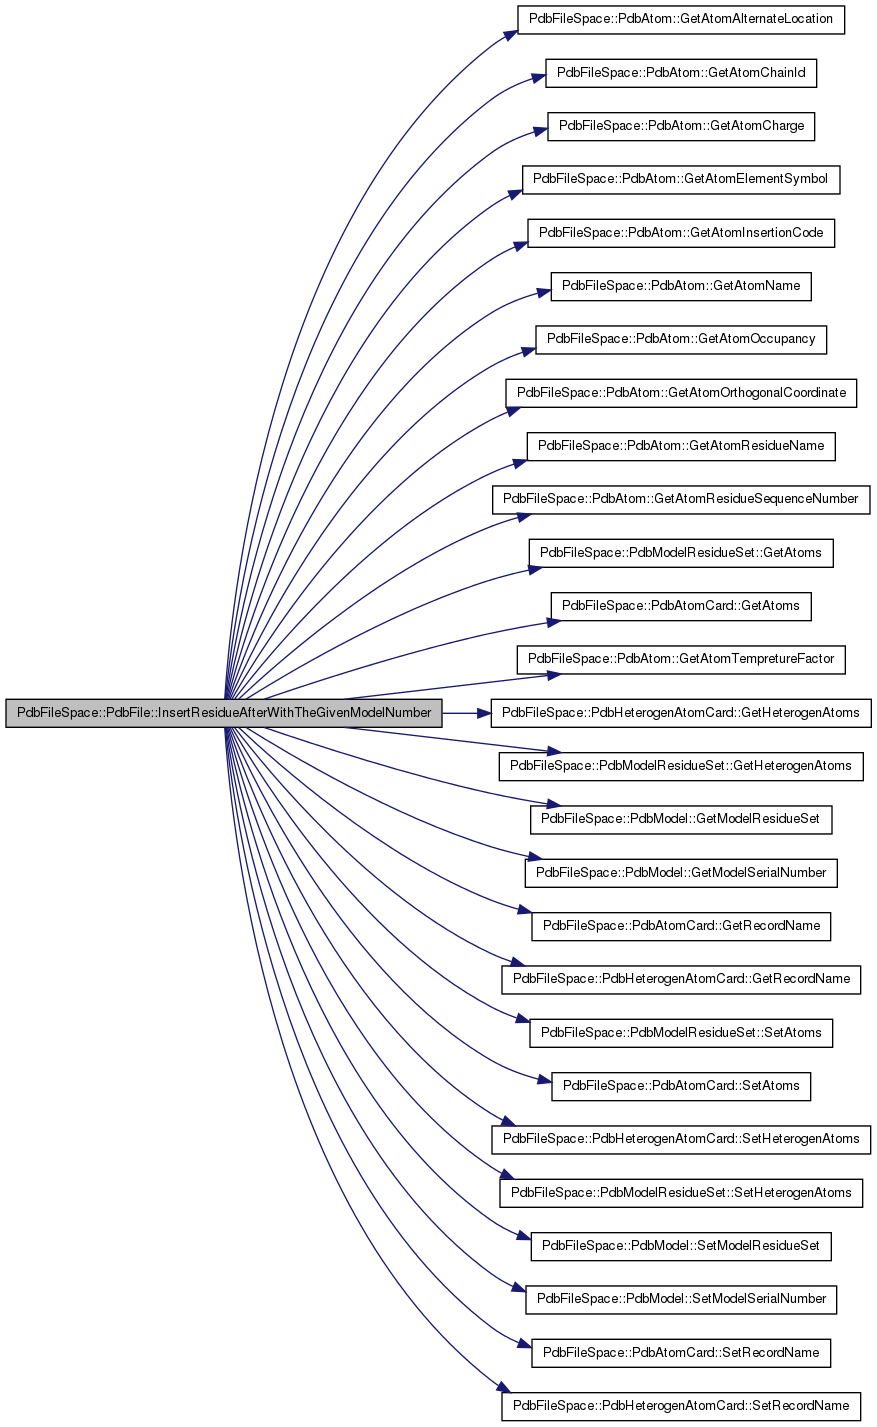 PdbFileSpace::PdbAtom::GetAtomAlternateLocation
PdbFileSpace::PdbAtom::GetAtomChainId
PdbFileSpace::PdbAtom::GetAtomCharge
PdbFileSpace::PdbAtom::GetAtomElementSymbol
PdbFileSpace::PdbAtom::GetAtomInsertionCode
PdbFileSpace::PdbAtom::GetAtomName
PdbFileSpace::PdbAtom::GetAtomOccupancy
PdbFileSpace::PdbAtom::GetAtomOrthogonalCoordinate
PdbFileSpace::PdbAtom::GetAtomResidueName
PdbFileSpace::PdbAtom::GetAtomResidueSequenceNumber
PdbFileSpace::PdbModelResidueSet::GetAtoms
PdbFileSpace::PdbAtomCard::GetAtoms
PdbFileSpace::PdbAtom::GetAtomTempretureFactor
PdbFileSpace::PdbFile::InsertResidueAfterWithTheGivenModelNumber
PdbFileSpace::PdbHeterogenAtomCard::GetHeterogenAtoms
PdbFileSpace::PdbModelResidueSet::GetHeterogenAtoms
PdbFileSpace::PdbModel::GetModelResidueSet
PdbFileSpace::PdbModel::GetModelSerialNumber
PdbFileSpace::PdbAtomCard::GetRecordName
PdbFileSpace::PdbHeterogenAtomCard::GetRecordName
PdbFileSpace::PdbModelResidueSet::SetAtoms
PdbFileSpace::PdbAtomCard::SetAtoms
PdbFileSpace::PdbHeterogenAtomCard::SetHeterogenAtoms
PdbFileSpace::PdbModelResidueSet::SetHeterogenAtoms
PdbFileSpace::PdbModel::SetModelResidueSet
PdbFileSpace::PdbModel::SetModelSerialNumber
PdbFileSpace::PdbAtomCard::SetRecordName
PdbFileSpace::PdbHeterogenAtomCard::SetRecordName